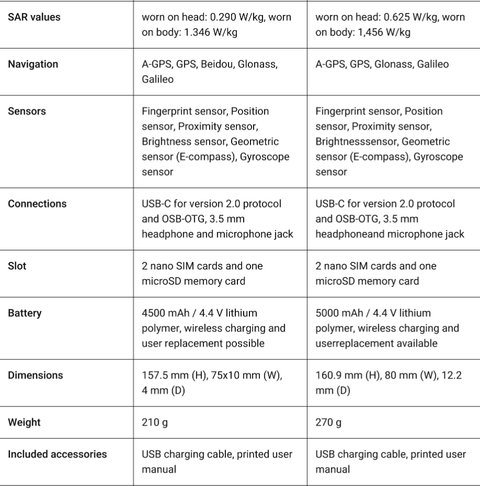 SAR values
worn on head: 0.290 W/kg, worn
on body: 1.346 W/kg
worn on head: 0.625 W/kg, worn
on body: 1,456 W/kg
Navigation
A-GPS, GPS, Beidou, Glonass,
Galileo
A-GPS, GPS, Glonass, Galileo
Sensors
Fingerprint sensor, Position
sensor, Proximity sensor,
Brightness sensor, Geometric
sensor (E-compass), Gyroscope
sensor
Fingerprint sensor, Position
sensor, Proximity sensor,
Brightnesssensor, Geometric
sensor (E-compass), Gyroscope
sensor
Connections
USB-C for version 2.0 protocol
and OSB-OTG, 3.5 mm
headphone and microphone jack
USB-C for version 2.0 protocol
and OSB-OTG, 3.5 mm
headphoneand microphone jack
Slot
2 nano SIM cards and one
microSD memory card
2 nano SIM cards and one
microSD memory card
Battery
4500 mAh / 4.4 V lithium
polymer, wireless charging and
user replacement possible
5000 mAh / 4.4 V lithium
polymer, wireless charging and
userreplacement available
Dimensions
157.5 mm (H), 75x10 mm (W),
4 mm (D)
160.9 mm (H), 80 mm (W), 12.2
mm (D)
Weight
210 g
270 g
Included accessories
USB charging cable, printed user
manual
USB charging cable, printed user
manual